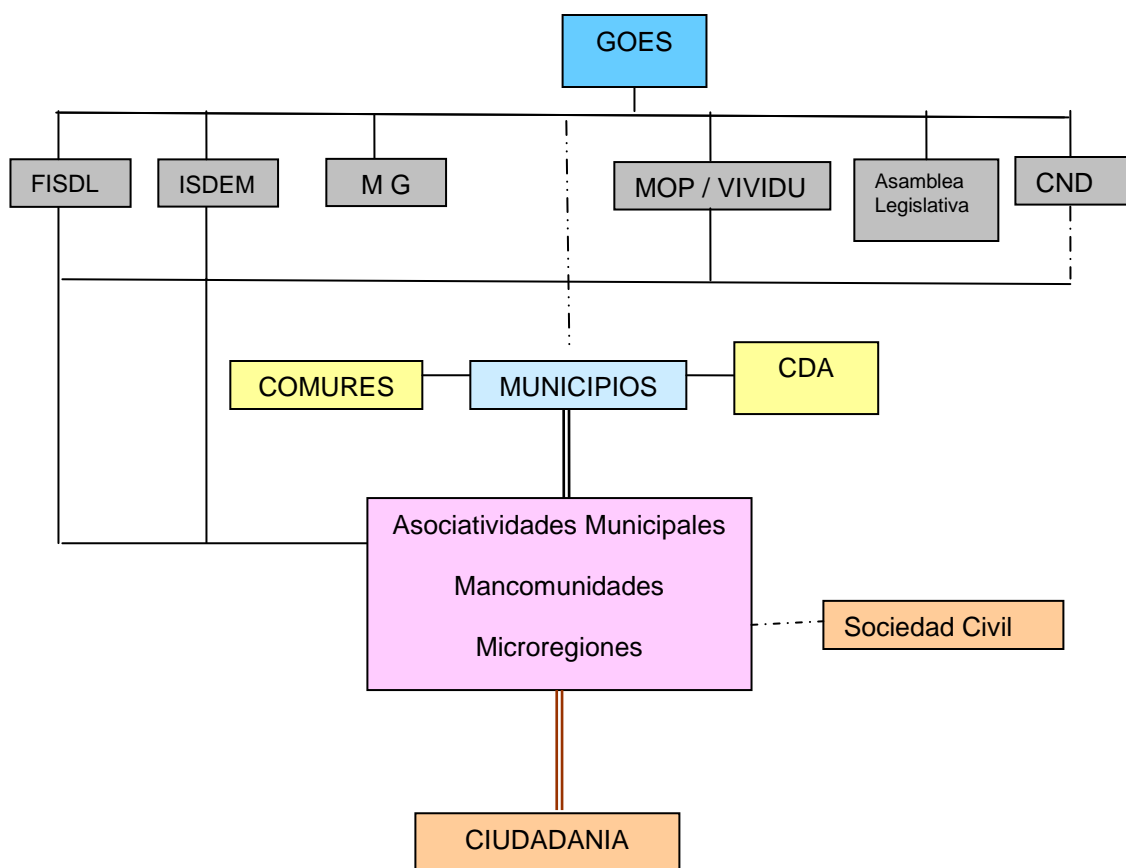 GOES
FISDL
ISDEM
M G
MOP / VIVIDU
Asamblea
Legislativa
CND
COMURES
MUNICIPIOS
CDA
Asociatividades Municipales
Mancomunidades
Microregiones
Sociedad Civil
CIUDADANIA